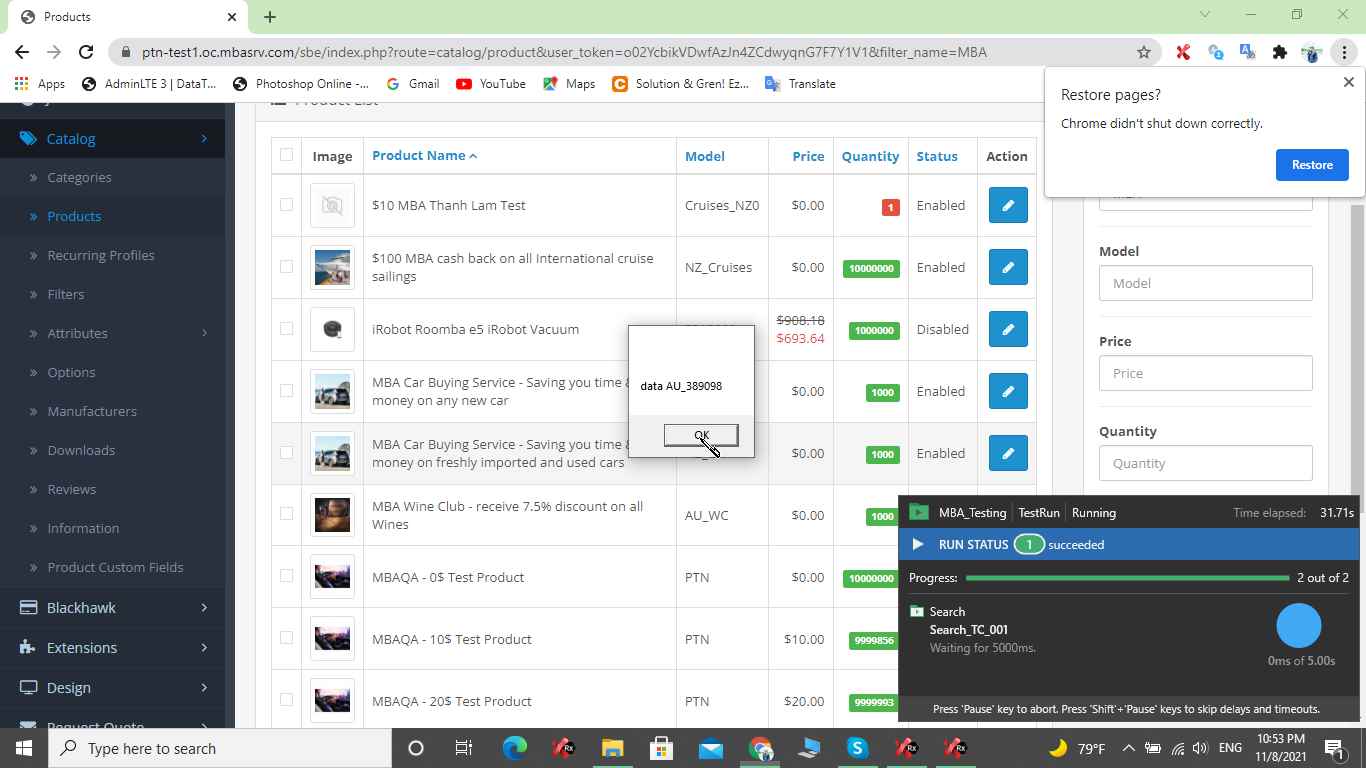 Products
ptn-test1.oc.mbasrv.com/sbe/index.php?route=catalog/product&user_token=o02YcbikVDwfAzJn4ZCdwyqnG7F7Y1V1&filter_name=MBA
Apps
AdminLTE 3 | DataT...
Photoshop Online -...
Gmail
YouTube
Maps
Solution & Gren! Ez...
Translate
Restore pages?
Chrome didn't shut down correctly.
Restore
Catalog
Categories
Products
Recurring Profiles
Filters
Attributes
Options
Manufacturers
Downloads
Reviews
Information
Product Custom Fields
Blackhawk
Extensions
Design
Request Quote
Product List
Image Product Name Model Price Quantity Status Action
$10 MBA Thanh Lam Test Cruises_NZ0 $0.00 1 Enabled
$100 MBA cash back on all International cruise
sailings
NZ_Cruises $0.00 10000000 Enabled
iRobot Roomba e5 iRobot Vacuum
$908.18
$693.64
1000000 Disabled
MBA Car Buying Service - Saving you time &
money on any new car
$0.00 1000 Enabled
MBA Car Buying Service - Saving you time &
money on freshly imported and used cars
$0.00 1000 Enabled
MBA Wine Club - receive 7.5% discount on all
Wines
AU_WC $0.00 1000
MBAQA - 0$ Test Product PTN $0.00 10000000
MBAQA - 10$ Test Product PTN $10.00 9999856
MBAQA - 20$ Test Product PTN $20.00 9999993
data AU_389098
OK
Model
Model
Price
Price
Quantity
Quantity
MBA_Testing TestRun Running Time elapsed: 31.71s
RUN STATUS 1 succeeded
Progress: 2 out of 2
Search
Search_TC_001
Waiting for 5000ms.
0ms of 5.00s
Press 'Pause' key to abort. Press 'Shift'+'Pause' keys to skip delays and timeouts.
Type here to search
79°F
ENG
10:53 PM
11/8/2021
1